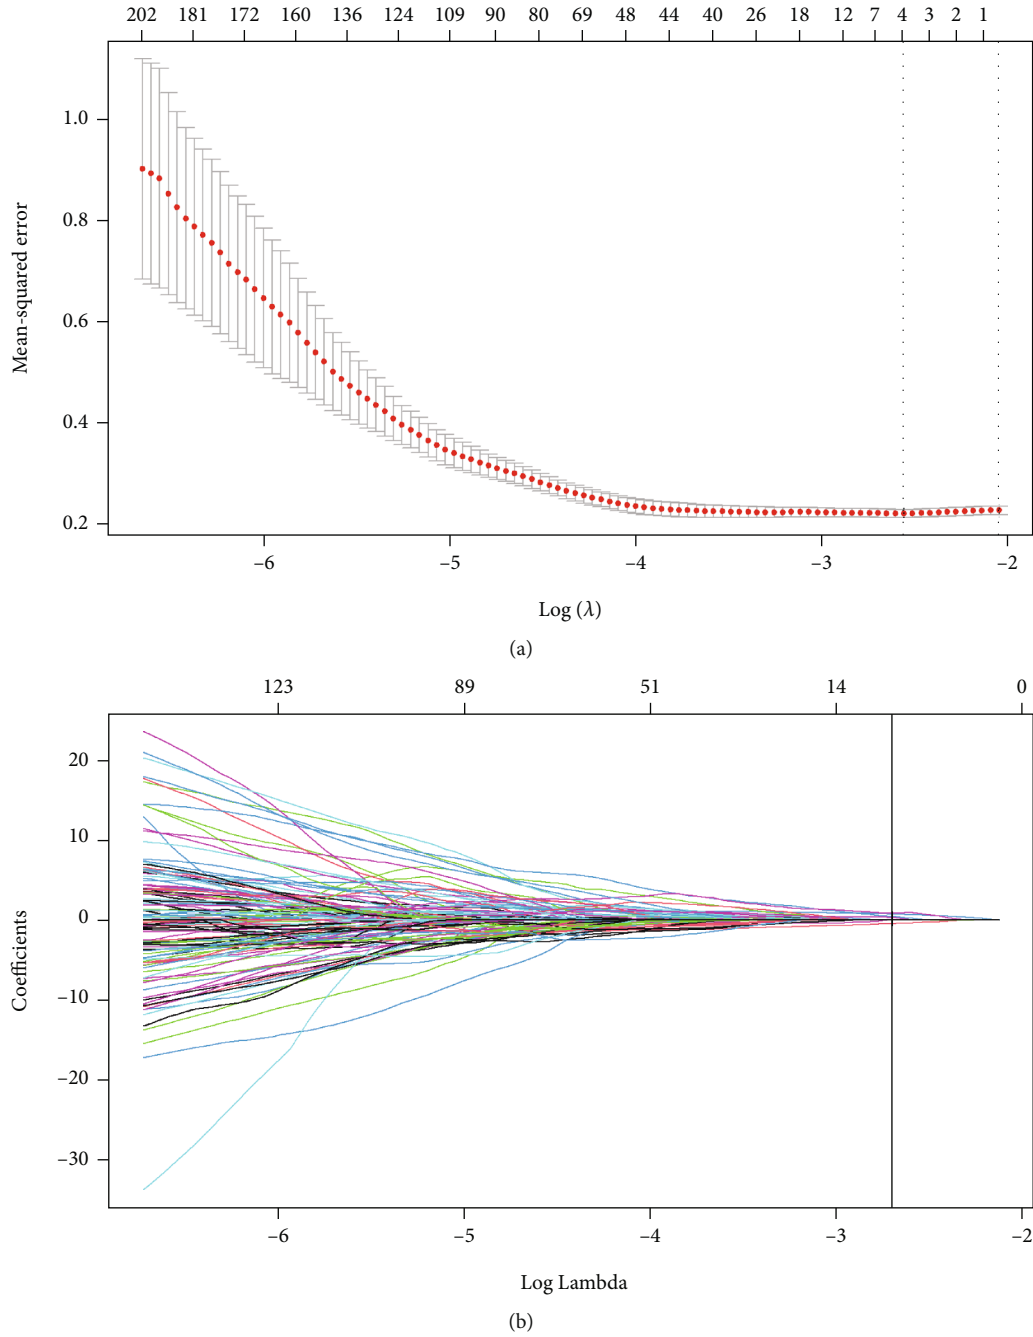 202 181 172 160 136 124 109 90 80 69 48 44 40 26 18 12 7 4 3 2 1
1.0
0.8
0.6
0.4
0.2
Mean-squared error
–6 –5 –4 –3 –2
Log (λ)
(a)
123 89 51 14 0
20
10
0
–10
–20
–30
Coefficients
–6 –5 –4 –3 –2
Log Lambda
(b)